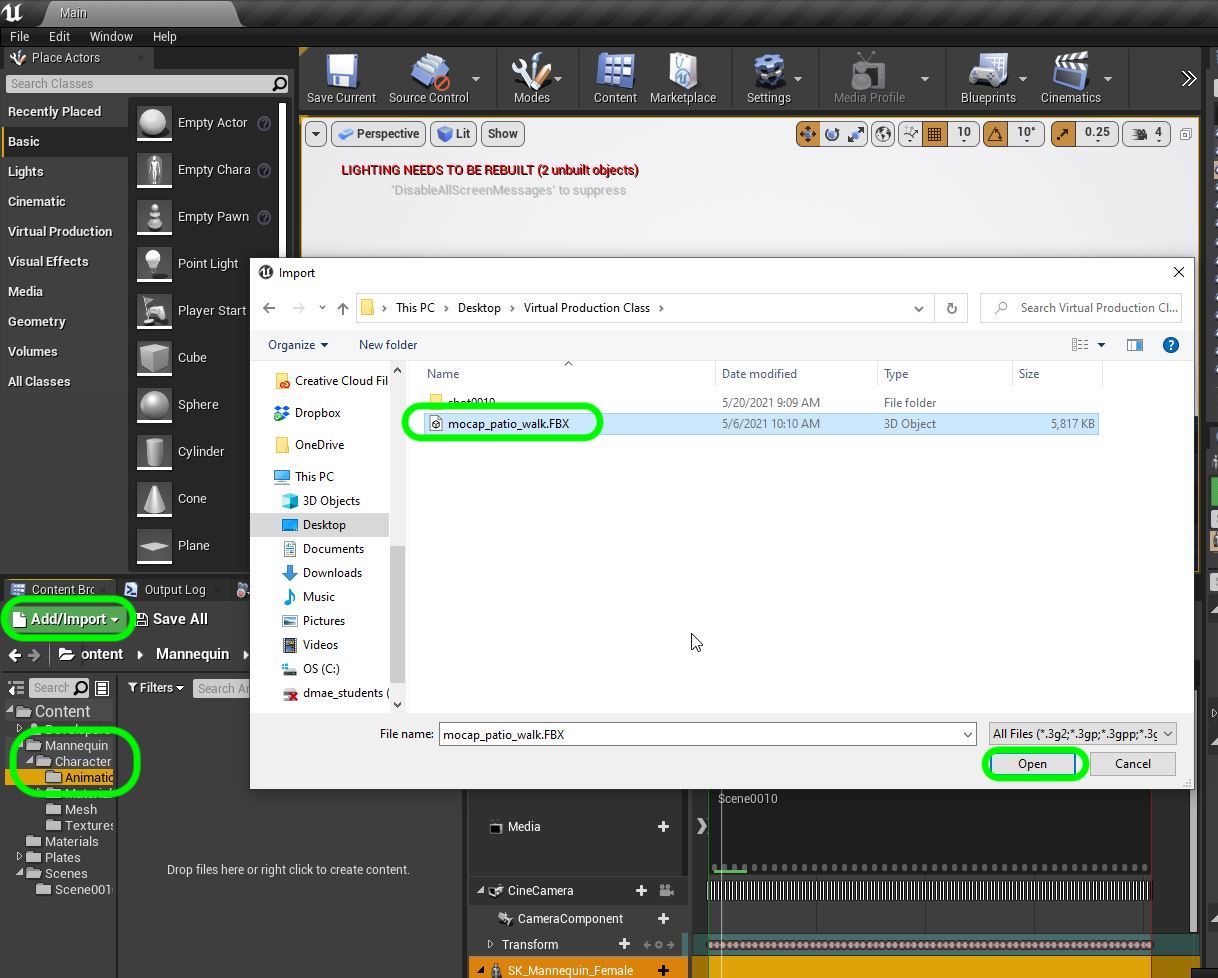 Main
File Edit Window Help
Place Actors
Search Classes
Recently Placed
Basic
Lights
Cinematic
Virtual Production
Visual Effects
Media
Geometry
Volumes
All Classes
Empty Actor
Empty Chara
Empty Pawn
Point Light
Player Start
Cube
Sphere
Cylinder
Cone
Plane
Save Current Source Control Modes Content Marketplace Settings Media Profile Blueprints Cinematics
Perspective Lit Show 10 10° 0.25 4
LIGHTING NEEDS TO BE REBUILT (2 unbuilt objects)
'DisableAllScreenMessages' to suppress
Import
This PC Desktop Virtual Production Class
Search Virtual Production Cl...
Organize New folder
Name Date modified Type Size
shot0010 5/20/2021 9:09 AM File folder
mocap_patio_walk.FBX 5/6/2021 10:10 AM 3D Object 5,817 KB
Creative Cloud Fil
Dropbox
OneDrive
This PC
3D Objects
Desktop
Documents
Downloads
Music
Pictures
Videos
OS (C:)
dmae_students (
File name: mocap_patio_walk.FBX All Files (*.3g2;*.3gp;*.3gpp;*.3g
Open Cancel
Content Brc Output Log
Add/Import Save All
ontent Mannequin
Search Filters Search An
Content
Developers
Mannequin
Character
Animatic
Material
Mesh
Textures
Materials
Plates
Scenes
Scene001
Drop files here or right click to create content.
Scene0010
Media
CineCamera
CameraComponent
Transform
SK_Mannequin_Female